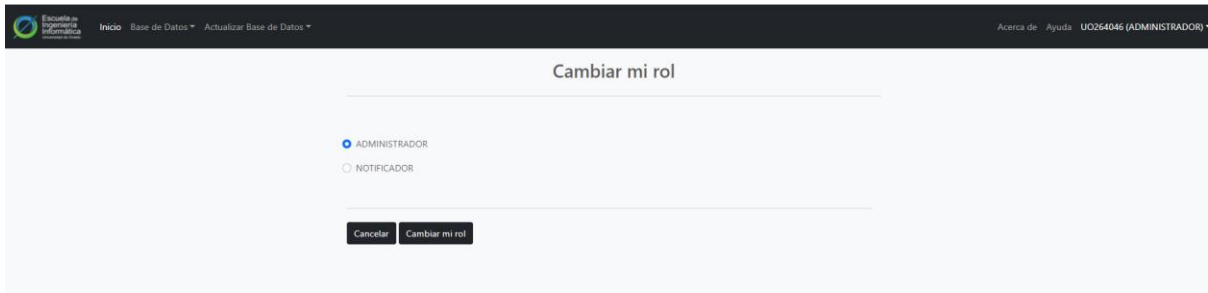 Escuela de
Ingeniería
Informática
Inicio Base de Datos Actualizar Base de Datos Acerca de Ayuda UO264046 (ADMINISTRADOR)
Cambiar mi rol
ADMINISTRADOR
NOTIFICADOR
Cancelar Cambiar mi rol